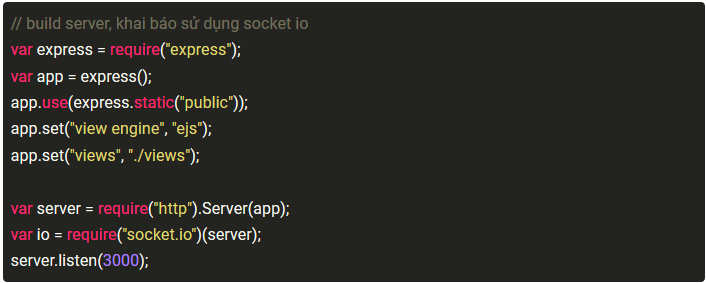 // build server, khai báo sử dụng socket io
var express = require("express");
var app = express();
app.use(express.static("public"));
app.set("view engine", "ejs");
app.set("views", "./views");
var server = require("http").Server(app);
var io = require("socket.io")(server);
server.listen(3000);